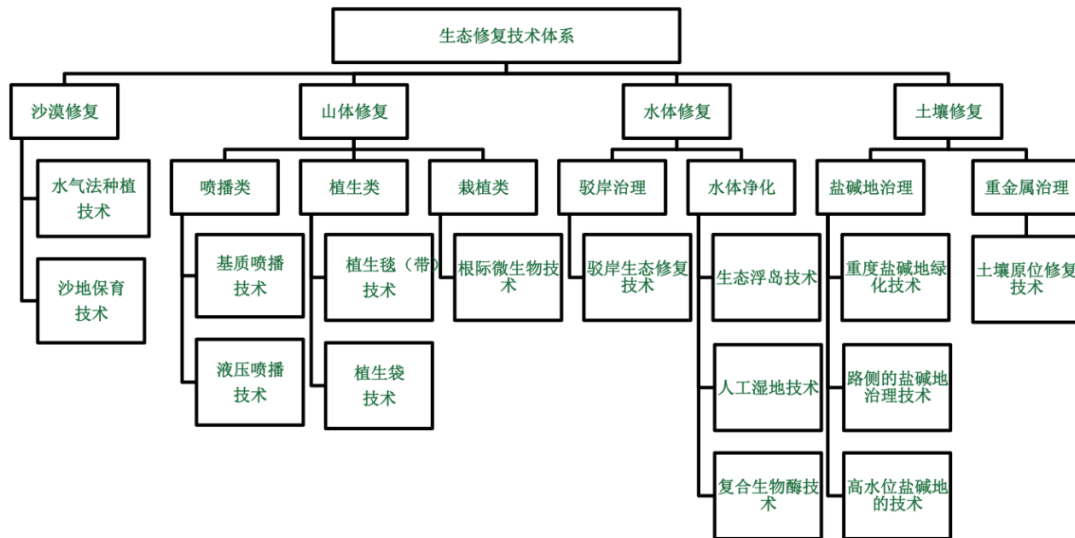 生态修复技术体系
沙漠修复
山体修复
水体修复
土壤修复
水气法种植
技术
沙地保育
技术
喷播类
植生类
栽植类
驳岸治理
水体净化
盐碱地治理
重金属治理
基质喷播
技术
液压喷播
技术
植生毯（带）
技术
植生袋
技术
根际微生物技
术
驳岸生态修复
技术
生态浮岛技术
人工湿地技术
复合生物酶技
术
重度盐碱地绿
化技术
路侧的盐碱地
治理技术
高水位盐碱地
的技术
土壤原位修复
技术